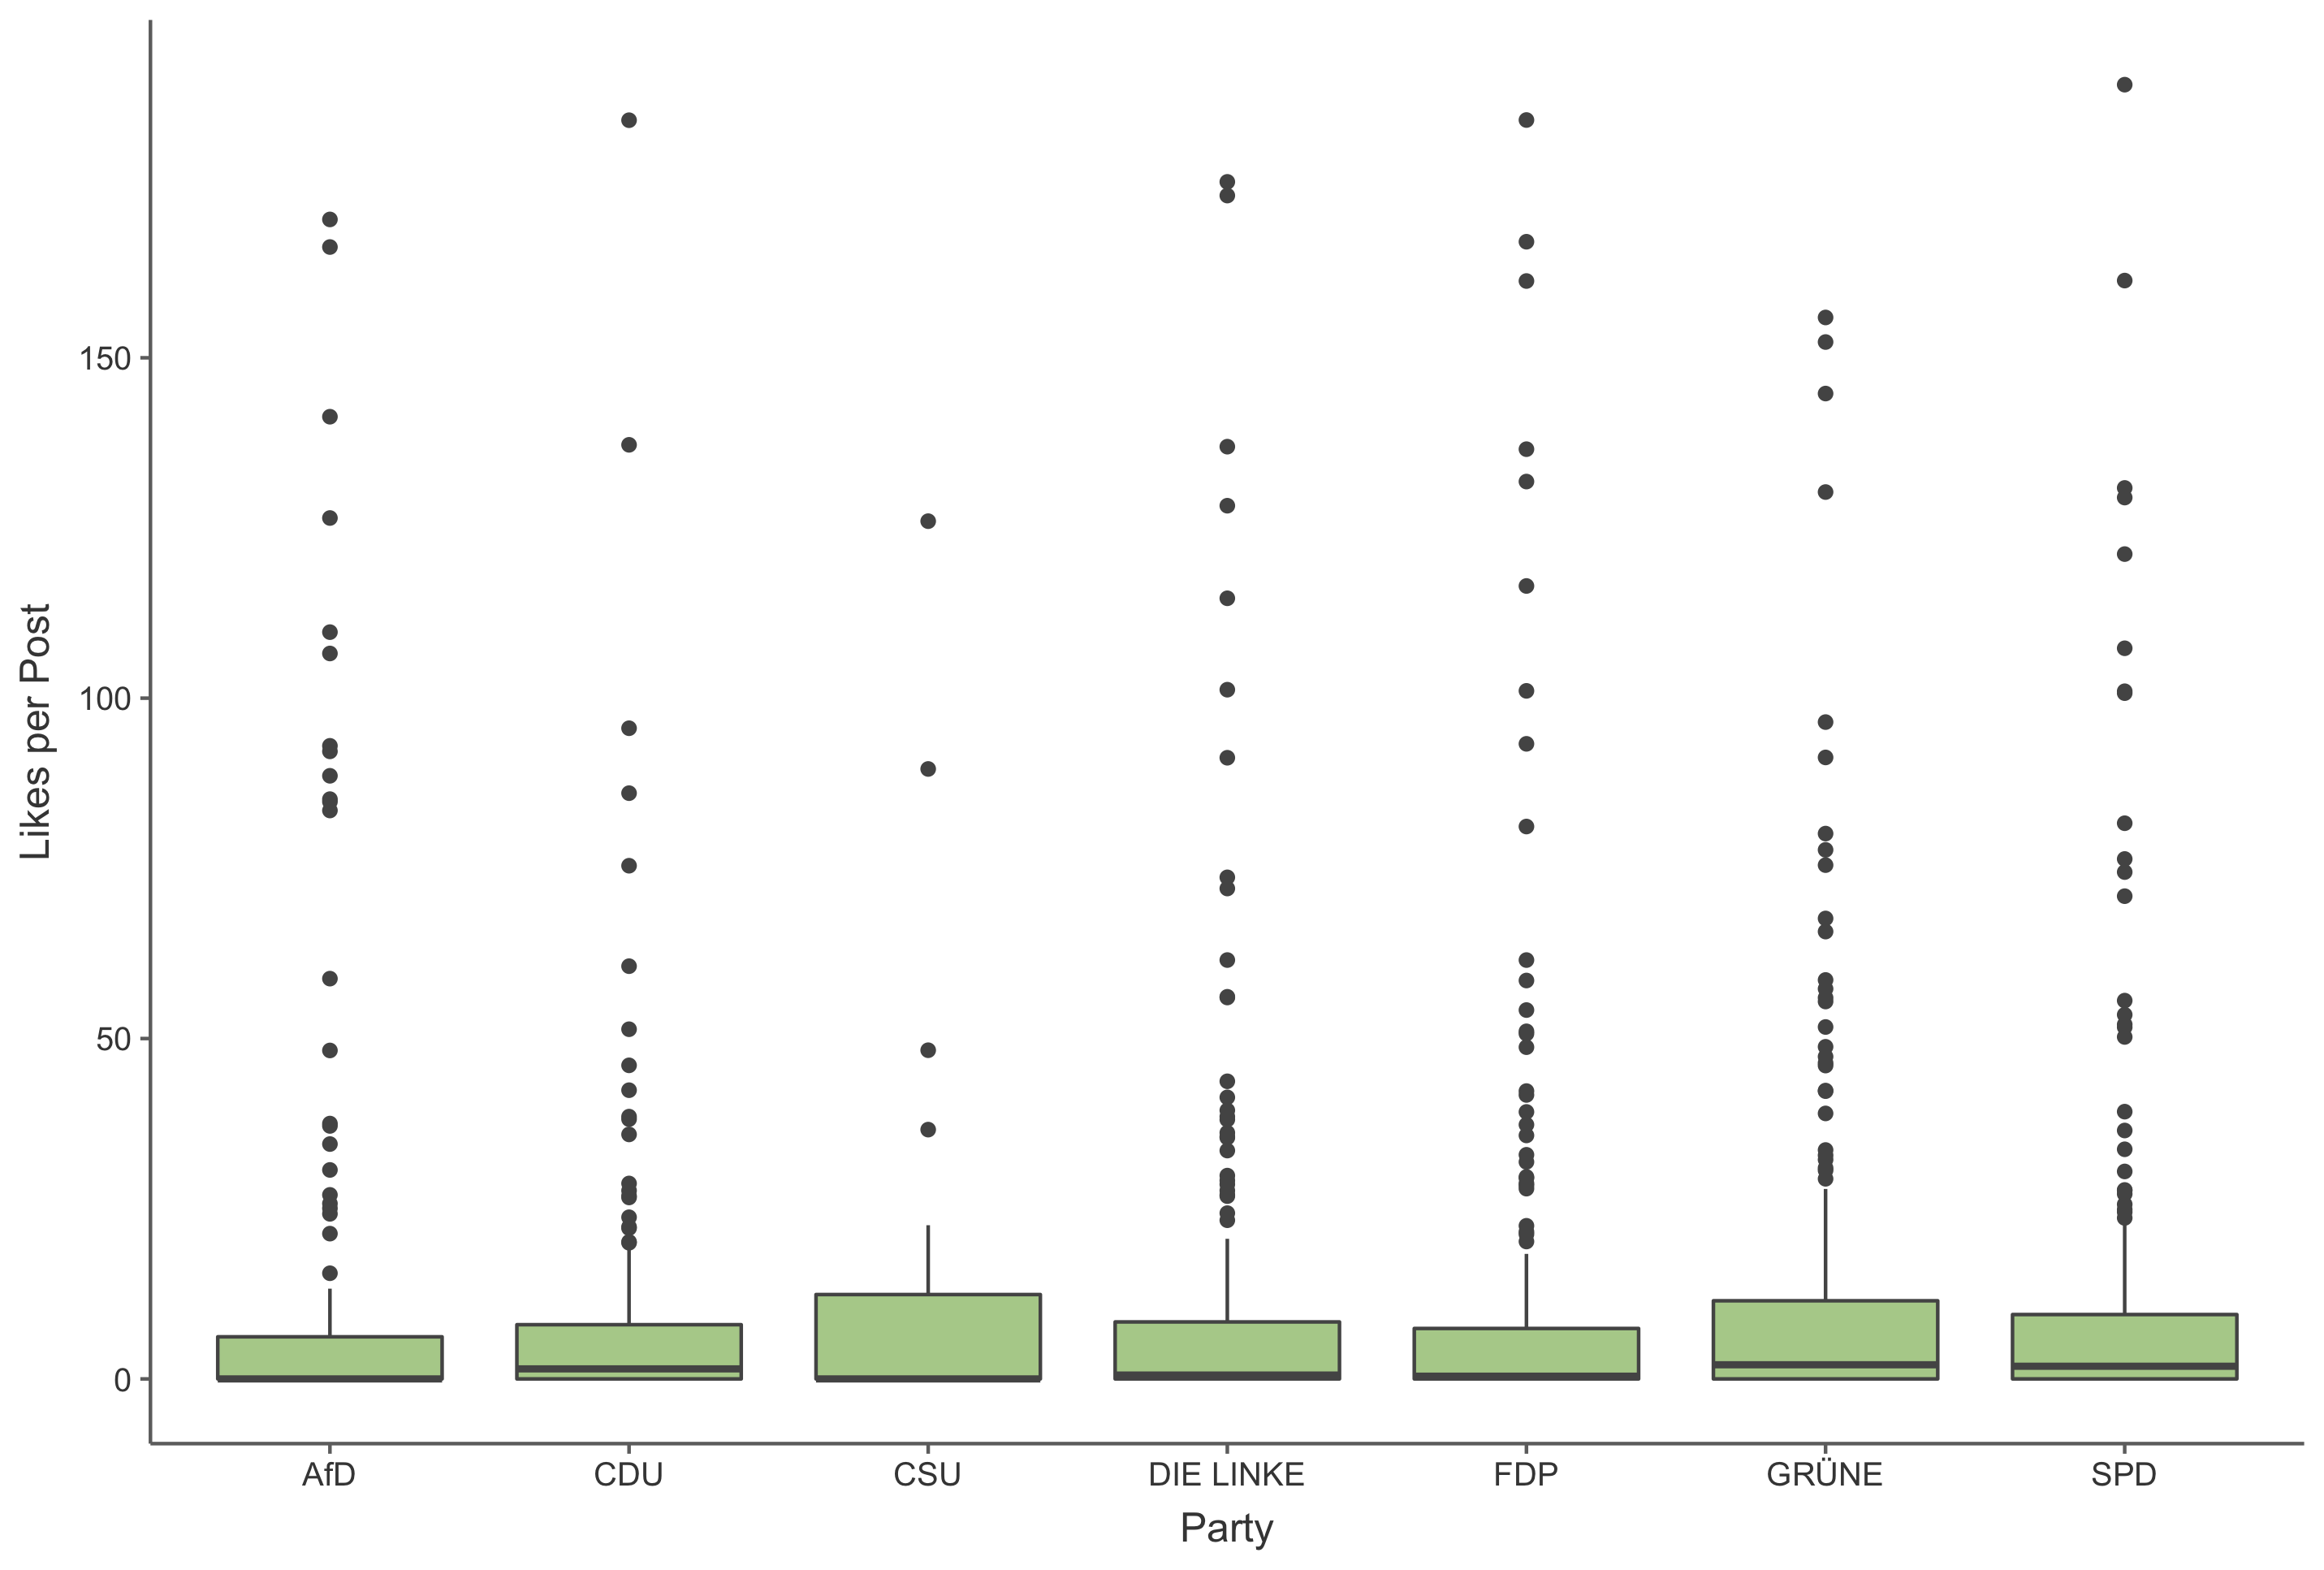 Likes per Post
150
100
50
0
AfD
CDU
CSU
DIE LINKE
FDP
GRÜNE
SPD
Party